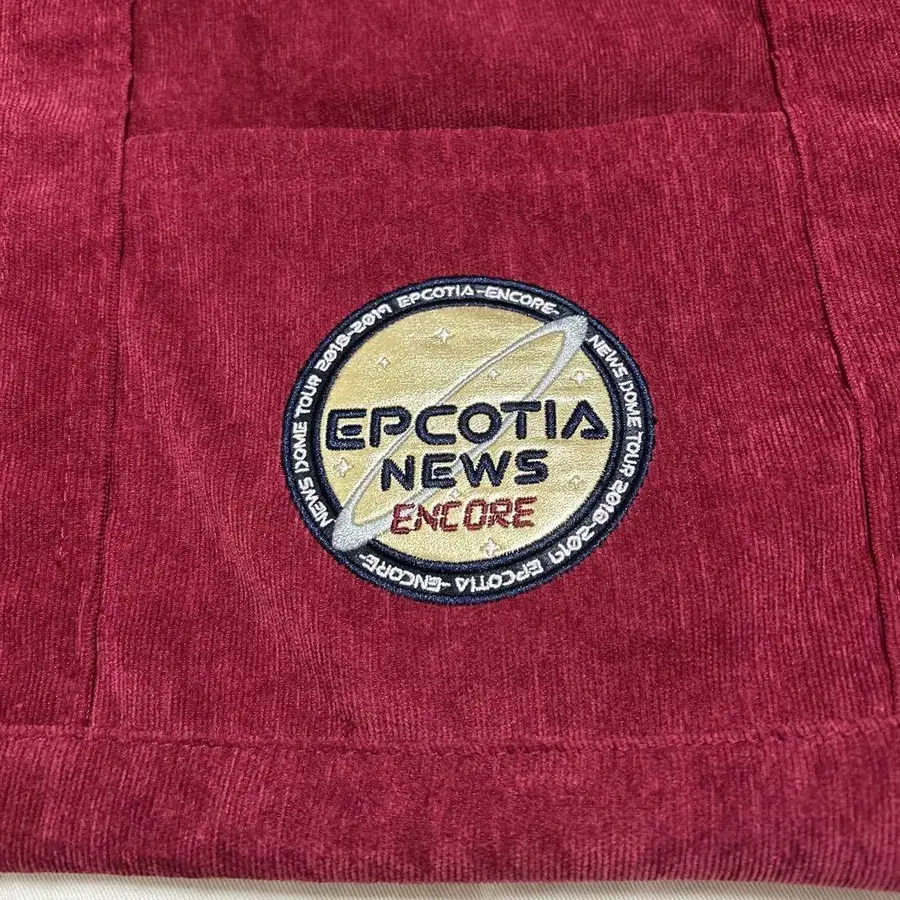 NEWS DOME TOUR 2018-2019 EPCOTIA -ENCORE-
NEWS DOME TOUR 2018-2019 EPCOTIA -ENCORE-
EPCOTIA
NEWS
ENCORE